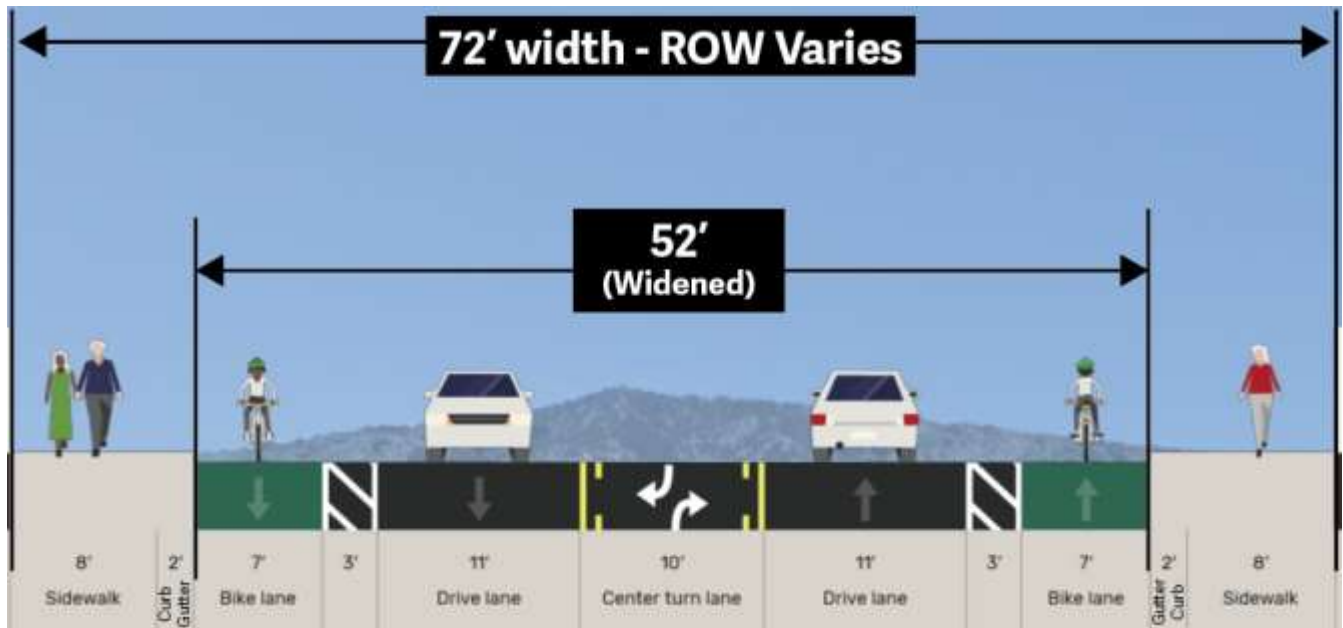 72′ width - ROW Varies
52′
(Widened)
8′ 2′ 7′ 3′ 11′ 10′ 11′ 3′ 7′ 2′ 8′
Sidewalk Curb Gutter Bike lane Drive lane Center turn lane Drive lane Bike lane Gutter Curb Sidewalk